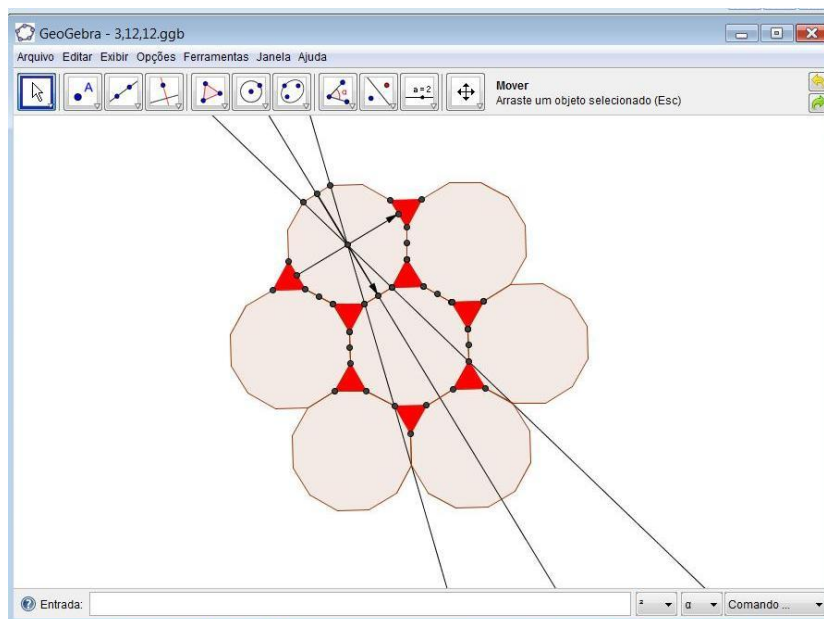 GeoGebra - 3,12,12.ggb
Arquivo Editar Exibir Opções Ferramentas Janela Ajuda
A
α
a = 2
Mover
Arraste um objeto selecionado (Esc)
Entrada:
²
α
Comando ...